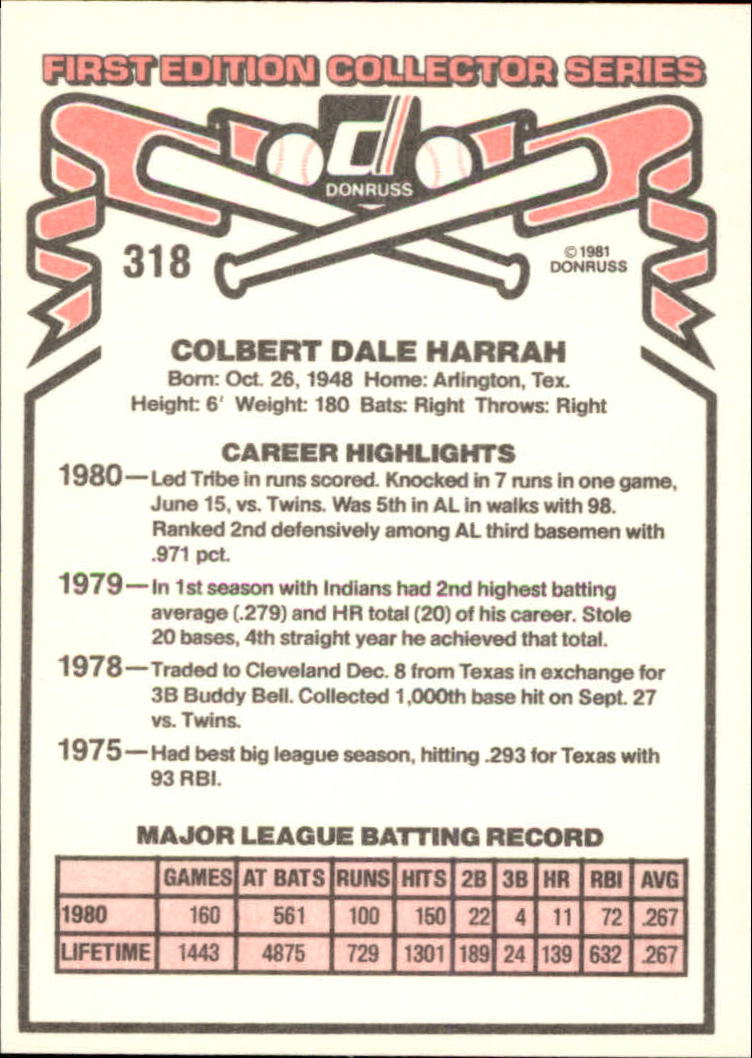 FIRST EDITION COLLECTOR SERIES
d
DONRUSS
318
© 1981
DONRUSS
COLBERT DALE HARRAH
Born: Oct. 26, 1948 Home: Arlington, Tex.
Height: 6' Weight: 180 Bats: Right Throws: Right
CAREER HIGHLIGHTS
1980—Led Tribe in runs scored. Knocked in 7 runs in one game,
June 15, vs. Twins. Was 5th in AL in walks with 98.
Ranked 2nd defensively among AL third basemen with
.971 pct.
1979—In 1st season with Indians had 2nd highest batting
average (.279) and HR total (20) of his career. Stole
20 bases, 4th straight year he achieved that total.
1978—Traded to Cleveland Dec. 8 from Texas in exchange for
3B Buddy Bell. Collected 1,000th base hit on Sept. 27
vs. Twins.
1975—Had best big league season, hitting .293 for Texas with
93 RBI.
MAJOR LEAGUE BATTING RECORD
GAMES AT BATS RUNS HITS 2B 3B HR RBI AVG
1980 160 561 100 150 22 4 11 72 .267
LIFETIME 1443 4875 729 1301 189 24 139 632 .267